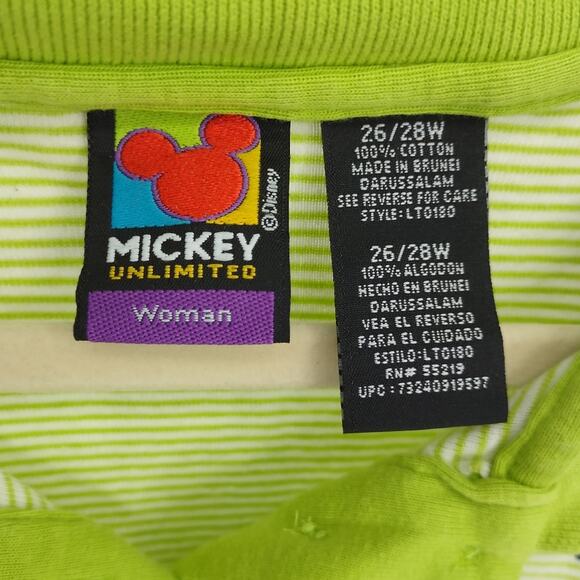 ©Disney
MICKEY
UNLIMITED
Woman
26/28W
100% COTTON
MADE IN BRUNEI
DARUSSALAM
SEE REVERSE FOR CARE
STYLE: LT0180
26/28W
100% ALGODON
HECHO EN BRUNEI
DARUSSALAM
VEA EL REVERSO
PARA EL CUIDADO
ESTILO: LT0180
RN# 55219
UPC: 73240919597